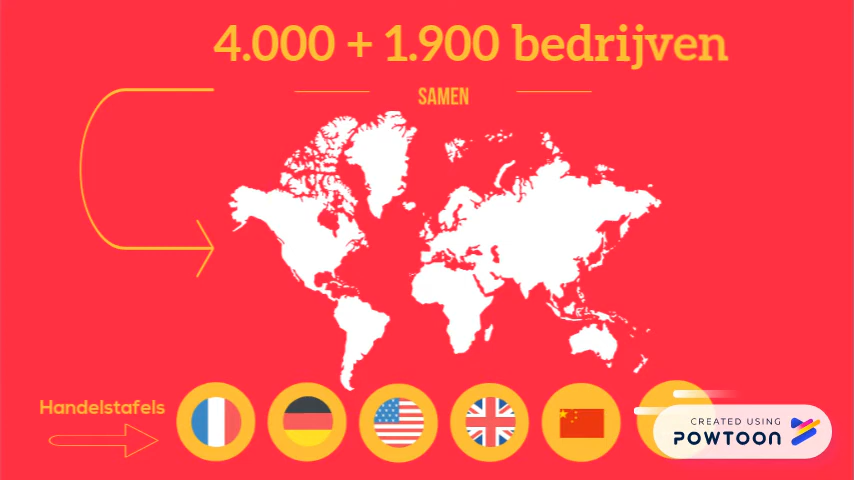 4.000 + 1.900 bedrijven
SAMEN
Handelstafels
CREATED USING
POWTOON